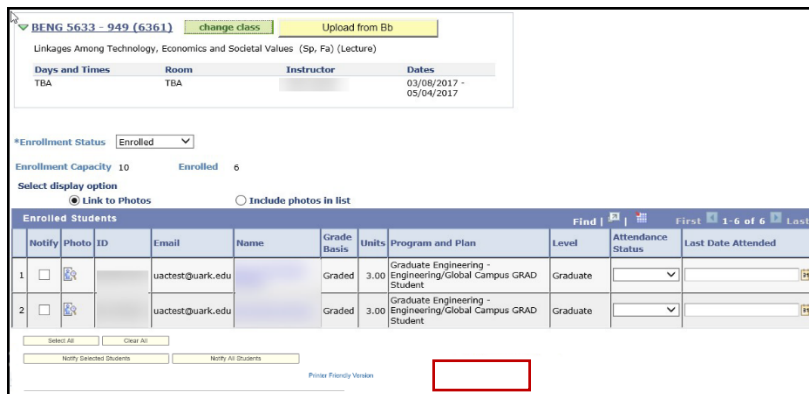 BENG 5633 - 949 (6361) change class Upload from Bb
Linkages Among Technology, Economics and Societal Values (Sp, Fa) (Lecture)
Days and Times Room Instructor Dates
TBA TBA 03/08/2017 -
05/04/2017
*Enrollment Status Enrolled
Enrollment Capacity 10 Enrolled 6
Select display option
Link to Photos Include photos in list
Enrolled Students Find | | First 1-6 of 6 Last
Notify Photo ID Email Name Grade Basis Units Program and Plan Level Attendance Status Last Date Attended
1 uactest@uark.edu Graded 3.00 Graduate Engineering - Engineering/Global Campus GRAD Student Graduate
2 uactest@uark.edu Graded 3.00 Graduate Engineering - Engineering/Global Campus GRAD Student Graduate
Select All Clear All
Notify Selected Students Notify All Students
Printer Friendly Version